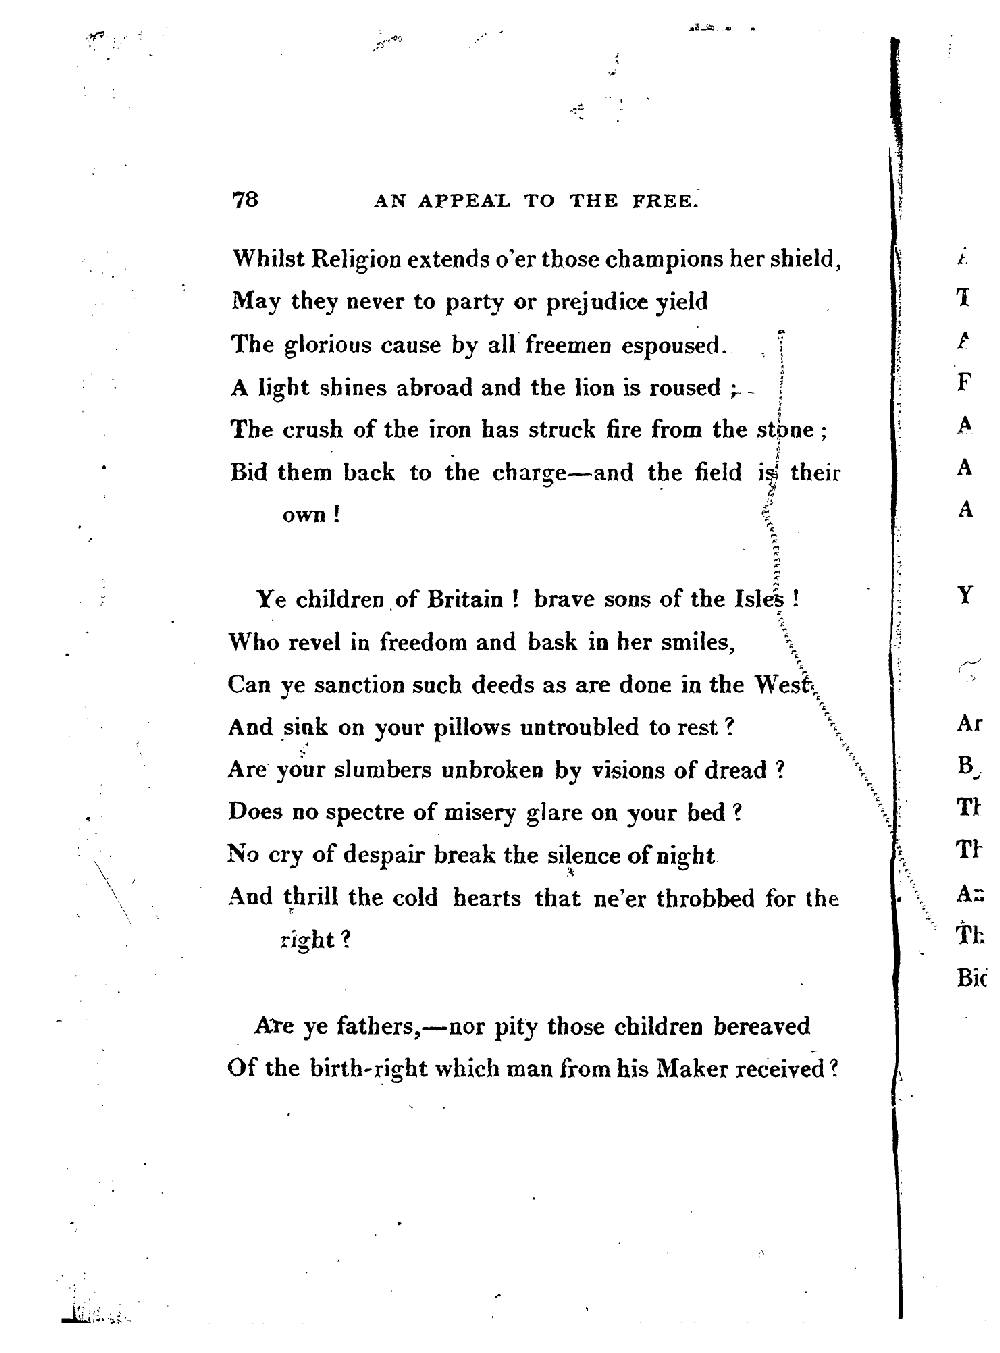 78 AN APPEAL TO THE FREE.
Whilst Religion extends o'er those champions her shield,
May they never to party or prejudice yield
The glorious cause by all freemen espoused.
A light shines abroad and the lion is roused ;
The crush of the iron has struck fire from the stone ;
Bid them back to the charge—and the field is their
own !
Ye children of Britain ! brave sons of the Isles !
Who revel in freedom and bask in her smiles,
Can ye sanction such deeds as are done in the West,
And sink on your pillows untroubled to rest ?
Are your slumbers unbroken by visions of dread ?
Does no spectre of misery glare on your bed ?
No cry of despair break the silence of night
And thrill the cold hearts that ne'er throbbed for the
right ?
Are ye fathers,—nor pity those children bereaved
Of the birth-right which man from his Maker received ?
F
A
A
A
Y
Ar
B
Th
Th
Th
Bid